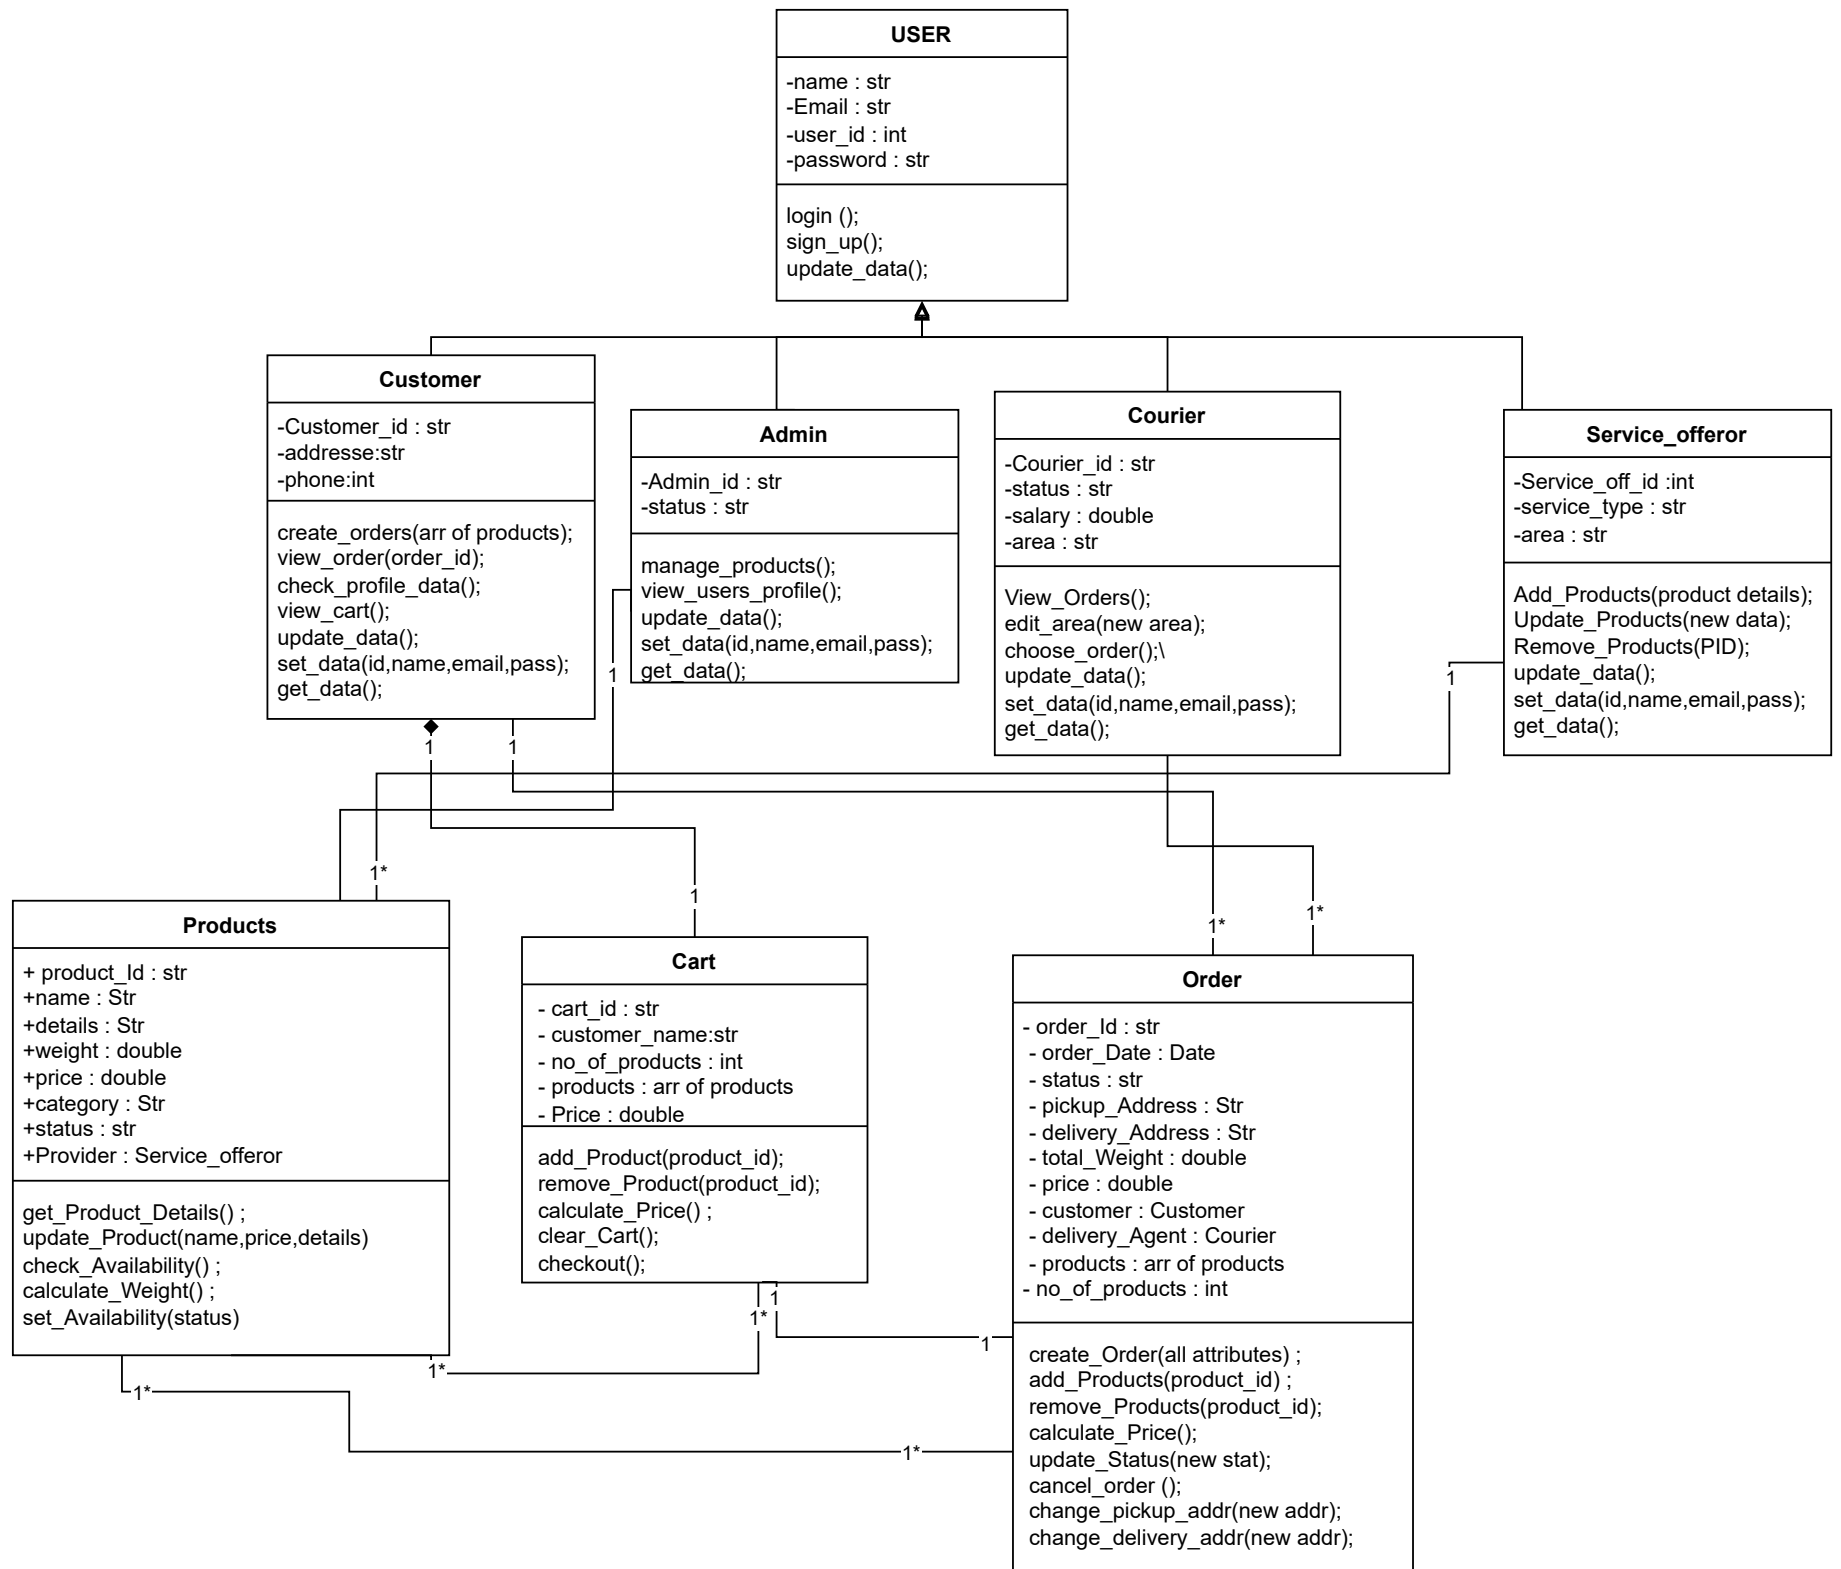 USER
-name : str
-Email : str
-user_id : int
-password : str
login ();
sign_up();
update_data();
Customer
-Customer_id : str
-addresse:str
-phone:int
create_orders(arr of products);
view_order(order_id);
check_profile_data();
view_cart();
update_data();
set_data(id,name,email,pass);
get_data();
Admin
-Admin_id : str
-status : str
manage_products();
view_users_profile();
update_data();
set_data(id,name,email,pass);
get_data();
Courier
-Courier_id : str
-status : str
-salary : double
-area : str
View_Orders();
edit_area(new area);
choose_order();\
update_data();
set_data(id,name,email,pass);
get_data();
Service_offeror
-Service_off_id :int
-service_type : str
-area : str
Add_Products(product details);
Update_Products(new data);
Remove_Products(PID);
update_data();
set_data(id,name,email,pass);
get_data();
1
1
1
1
1*
1
1*
1*
Products
+ product_Id : str
+name : Str
+details : Str
+weight : double
+price : double
+category : Str
+status : str
+Provider : Service_offeror
get_Product_Details() ;
update_Product(name,price,details)
check_Availability() ;
calculate_Weight() ;
set_Availability(status)
Cart
- cart_id : str
- customer_name:str
- no_of_products : int
- products : arr of products
- Price : double
add_Product(product_id);
remove_Product(product_id);
calculate_Price() ;
clear_Cart();
checkout();
Order
- order_Id : str
- order_Date : Date
- status : str
- pickup_Address : Str
- delivery_Address : Str
- total_Weight : double
- price : double
- customer : Customer
- delivery_Agent : Courier
- products : arr of products
- no_of_products : int
create_Order(all attributes) ;
add_Products(product_id) ;
remove_Products(product_id);
calculate_Price();
update_Status(new stat);
cancel_order ();
change_pickup_addr(new addr);
change_delivery_addr(new addr);
1
1*
1
1*
1*
1*